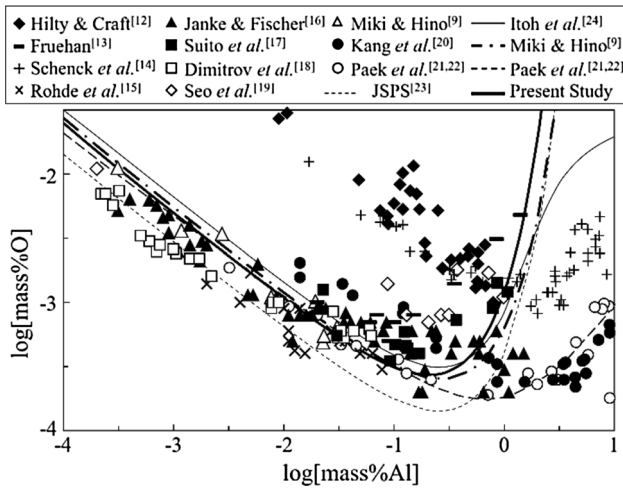 Hilty & Craft[12] Janke & Fischer[16] Miki & Hino[9] Itoh et al.[24]
Fruehan[13] Suito et al.[17] Kang et al.[20] Miki & Hino[9]
Schenck et al.[14] Dimitrov et al.[18] Paek et al.[21,22] Paek et al.[21,22]
Rohde et al.[15] Seo et al.[19] JSPS[23] Present Study
-2
-3
-4
log[mass%O]
-4 -3 -2 -1 0 1
log[mass%Al]